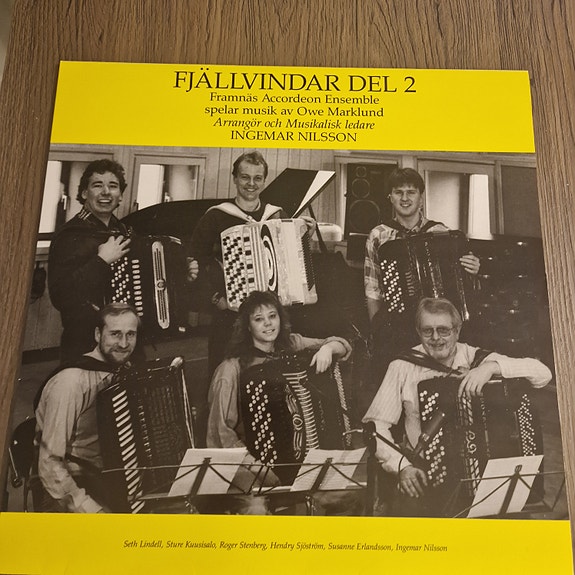 FJÄLLVINDAR DEL 2
Framnäs Accordeon Ensemble
spelar musik av Owe Marklund
Arrangör och Musikalisk ledare
INGEMAR NILSSON
Seth Lindell, Sture Kuusisalo, Roger Stenberg, Hendry Sjöström, Susanne Erlandsson, Ingemar Nilsson